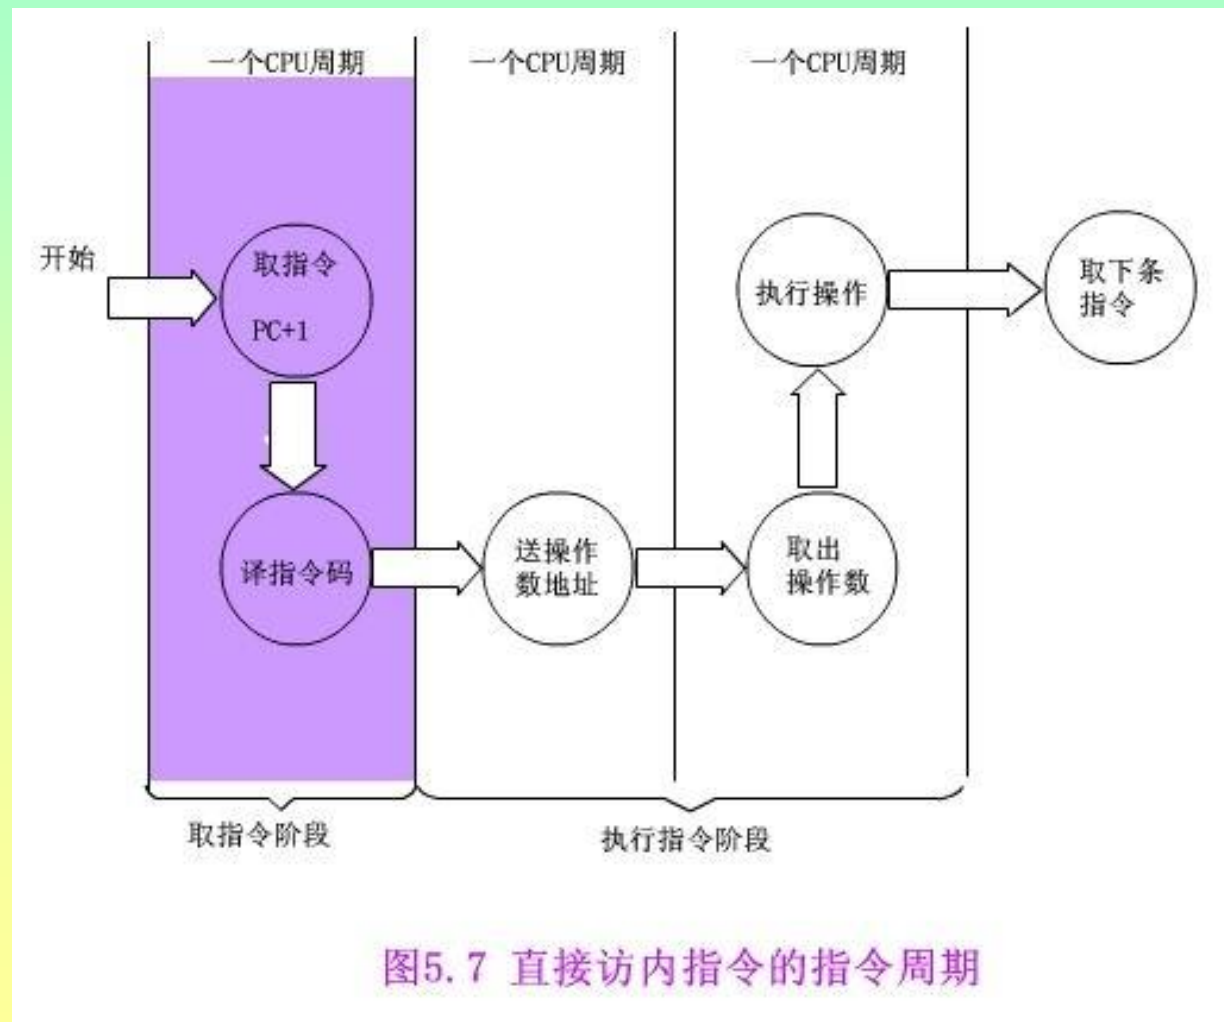 一个CPU周期
一个CPU周期
一个CPU周期
开始
取指令
PC+1
译指令码
送操作
数地址
取出
操作数
执行操作
取下条
指令
取指令阶段
执行指令阶段
图5.7 直接访内指令的指令周期